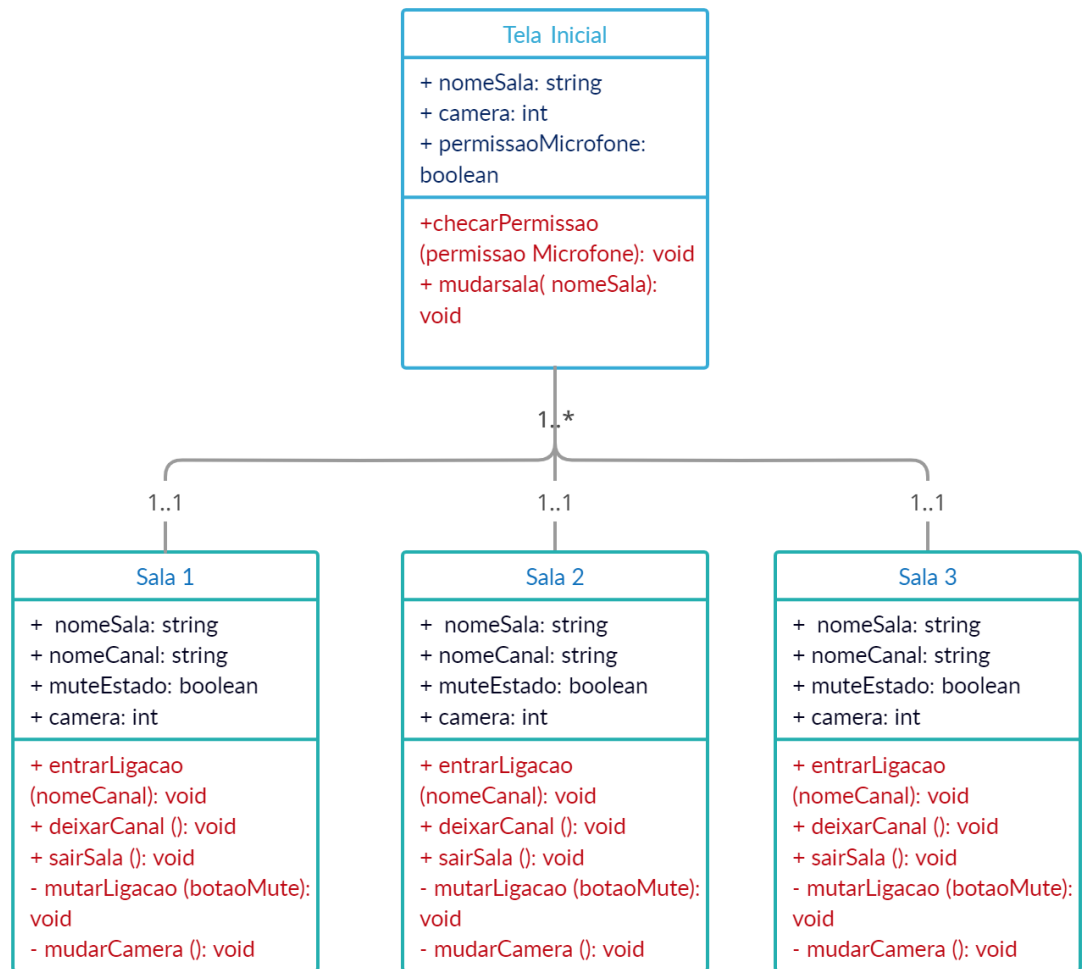 Tela Inicial
+ nomeSala: string
+ camera: int
+ permissaoMicrofone:
boolean
+checarPermissao
(permissao Microfone): void
+ mudarsala( nomeSala):
void
1..*
1..1
1..1
1..1
Sala 1
+ nomeSala: string
+ nomeCanal: string
+ muteEstado: boolean
+ camera: int
+ entrarLigacao
(nomeCanal): void
+ deixarCanal (): void
+ sairSala (): void
- mutarLigacao (botaoMute):
void
- mudarCamera (): void
Sala 2
+ nomeSala: string
+ nomeCanal: string
+ muteEstado: boolean
+ camera: int
+ entrarLigacao
(nomeCanal): void
+ deixarCanal (): void
+ sairSala (): void
- mutarLigacao (botaoMute):
void
- mudarCamera (): void
Sala 3
+ nomeSala: string
+ nomeCanal: string
+ muteEstado: boolean
+ camera: int
+ entrarLigacao
(nomeCanal): void
+ deixarCanal (): void
+ sairSala (): void
- mutarLigacao (botaoMute):
void
- mudarCamera (): void